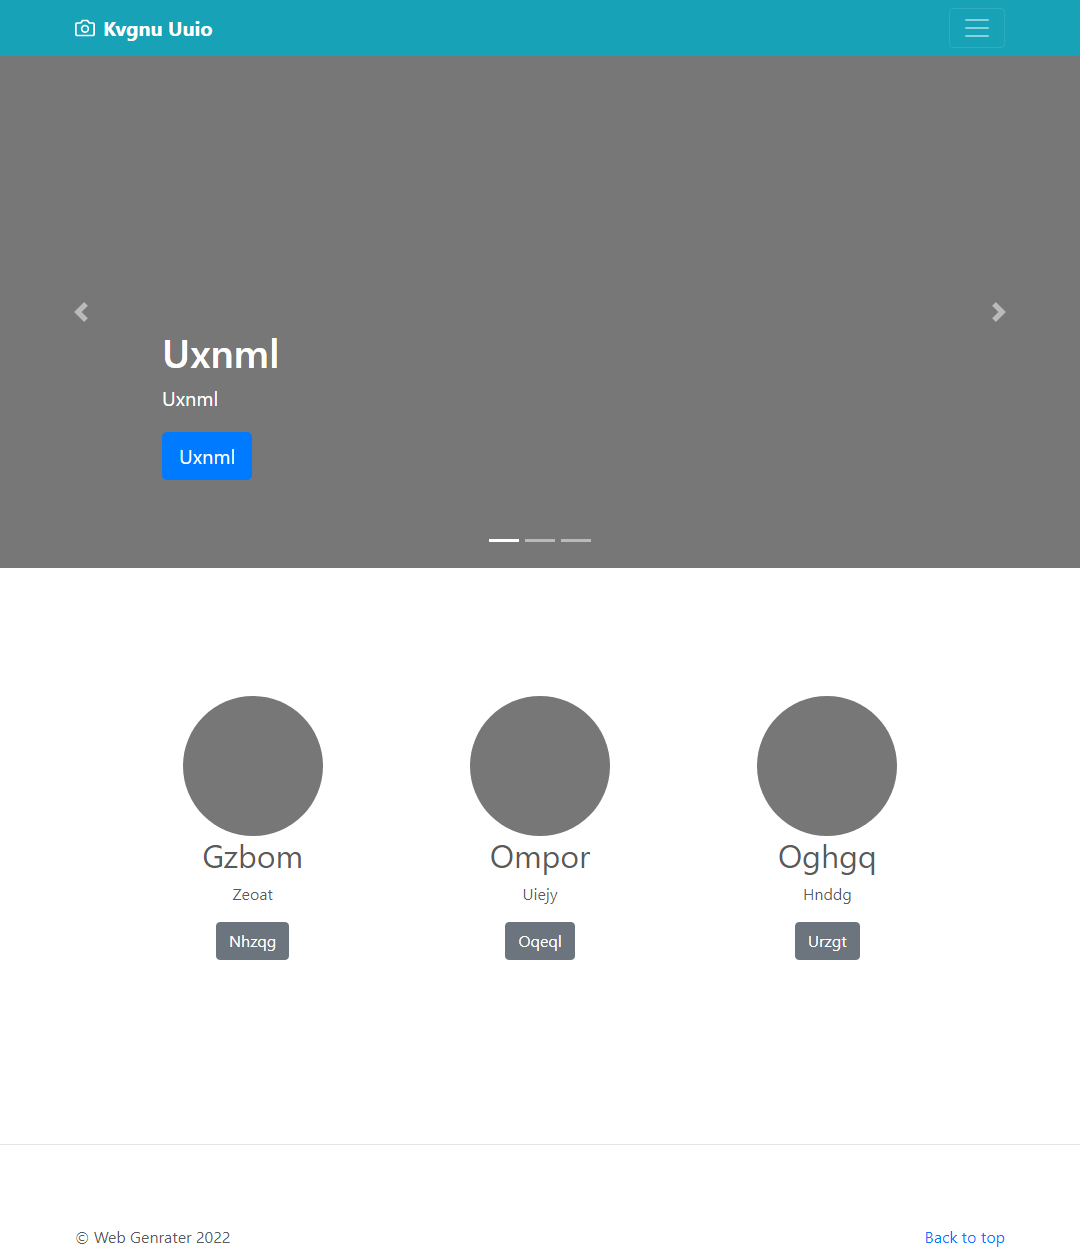 Kvgnu Uuio
Uxnml
Uxnml
Uxnml
Gzbom
Ompor
Oghgq
Zeoat
Uiejy
Hnddg
Nhzqg
Oqeql
Urzgt
© Web Genrater 2022
Back to top